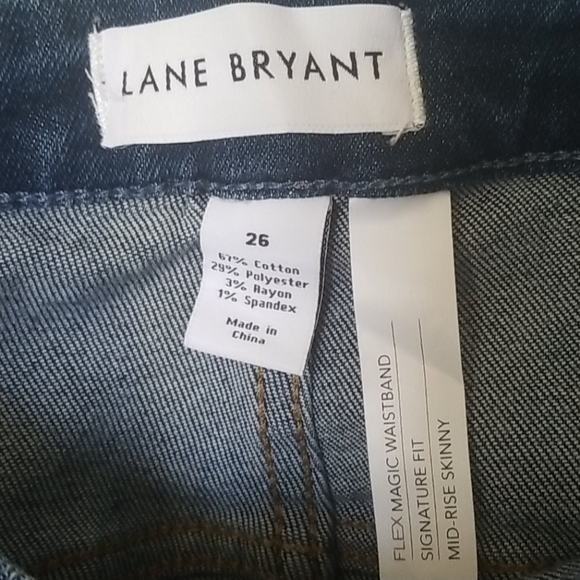 LANE BRYANT
26
67% Cotton
29% Polyester
3% Rayon
1% Spandex
Made in
China
FLEX MAGIC WAISTBAND
SIGNATURE FIT
MID-RISE SKINNY